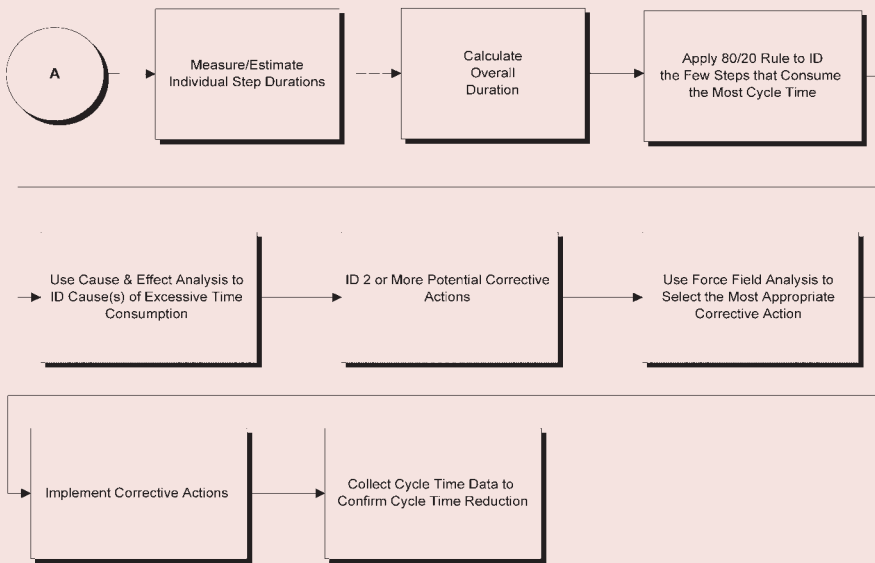 A
Measure/Estimate
Individual Step Durations
Calculate
Overall
Duration
Apply 80/20 Rule to ID
the Few Steps that Consume
the Most Cycle Time
Use Cause & Effect Analysis to
ID Cause(s) of Excessive Time
Consumption
ID 2 or More Potential Corrective
Actions
Use Force Field Analysis to
Select the Most Appropriate
Corrective Action
Implement Corrective Actions
Collect Cycle Time Data to
Confirm Cycle Time Reduction